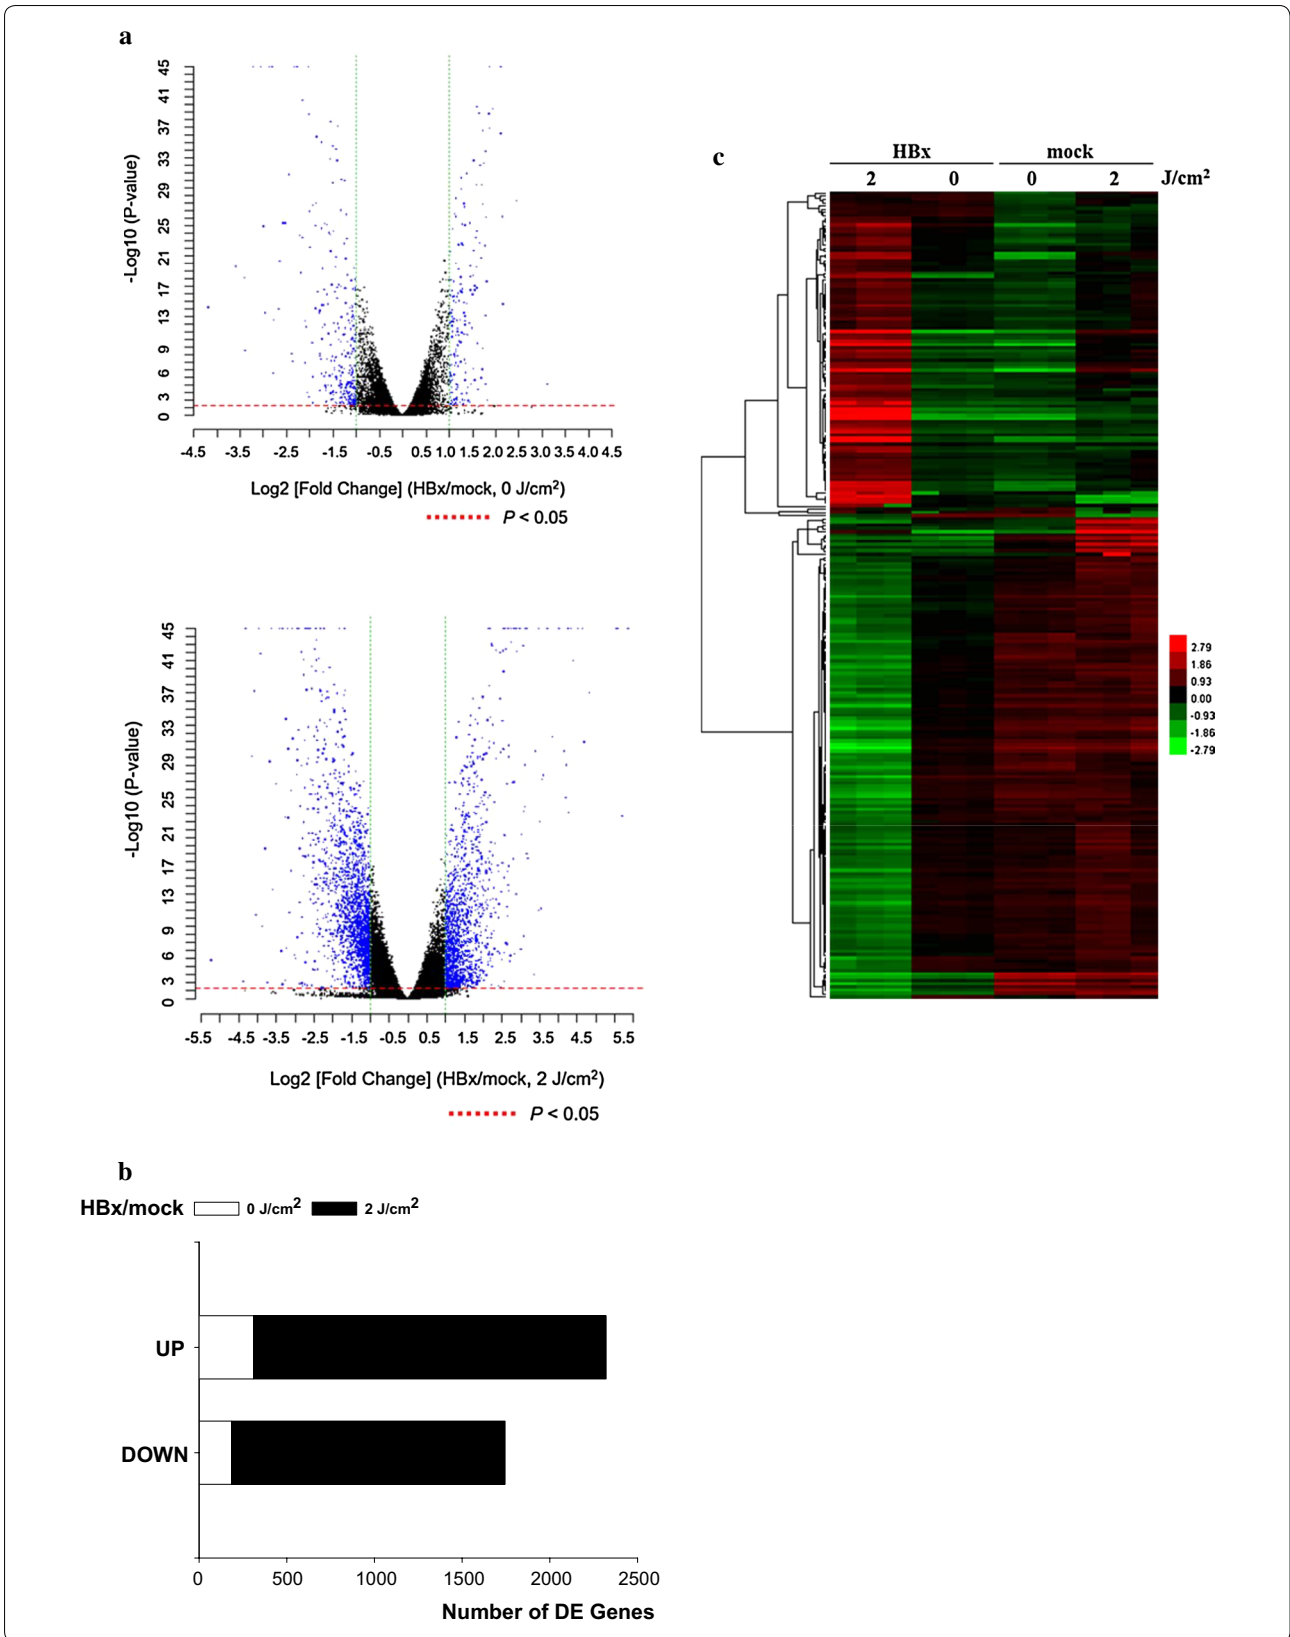 a
45
41
37
33
29
25
21
17
13
9
6
3
0
-Log10 (P-value)
-4.5 -3.5 -2.5 -1.5 -0.5 0.5 1.0 1.5 2.0 2.5 3.0 3.5 4.0 4.5
Log2 [Fold Change] (HBx/mock, 0 J/cm²)
P < 0.05
45
41
37
33
29
25
21
17
13
9
6
3
0
-Log10 (P-value)
-5.5 -4.5 -3.5 -2.5 -1.5 -0.5 0.5 1.5 2.5 3.5 4.5 5.5
Log2 [Fold Change] (HBx/mock, 2 J/cm²)
P < 0.05
b
HBx/mock 0 J/cm² 2 J/cm²
UP
DOWN
0 500 1000 1500 2000 2500
Number of DE Genes
c
HBx mock
2 0 0 2 J/cm²
2.79
1.86
0.93
0.00
-0.93
-1.86
-2.79